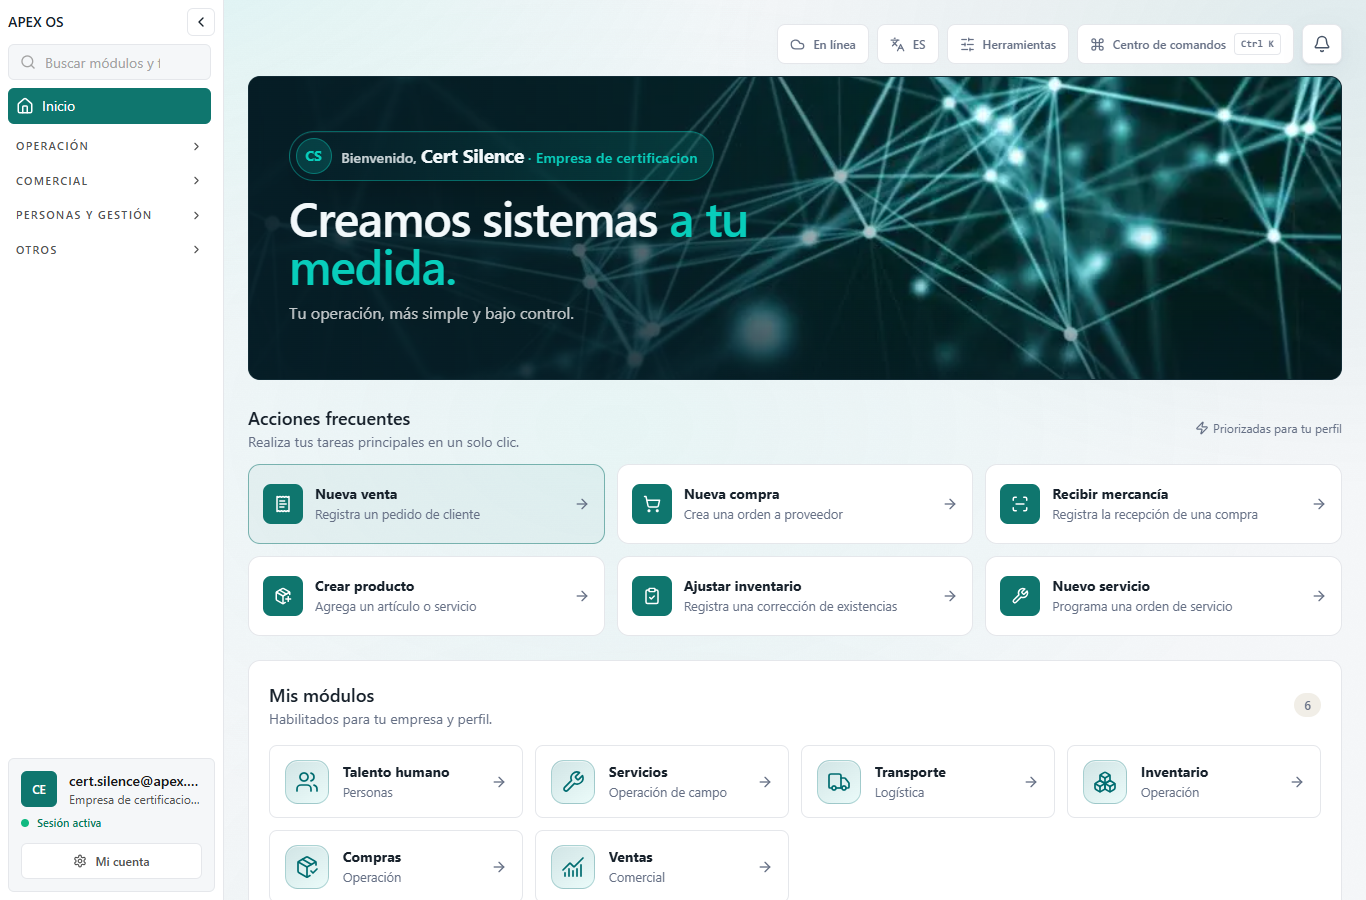 APEX OS
Buscar módulos y f
Inicio
OPERACIÓN
COMERCIAL
PERSONAS Y GESTIÓN
OTROS
CE
cert.silence@apex....
Empresa de certificacio...
Sesión activa
Mi cuenta
En línea
ES
Herramientas
Centro de comandos Ctrl K
CS
Bienvenido, Cert Silence · Empresa de certificacion
Creamos sistemas a tu
medida.
Tu operación, más simple y bajo control.
Acciones frecuentes
Realiza tus tareas principales en un solo clic.
Priorizadas para tu perfil
Nueva venta
Registra un pedido de cliente
Nueva compra
Crea una orden a proveedor
Recibir mercancía
Registra la recepción de una compra
Crear producto
Agrega un artículo o servicio
Ajustar inventario
Registra una corrección de existencias
Nuevo servicio
Programa una orden de servicio
Mis módulos
Habilitados para tu empresa y perfil.
6
Talento humano
Personas
Servicios
Operación de campo
Transporte
Logística
Inventario
Operación
Compras
Operación
Ventas
Comercial